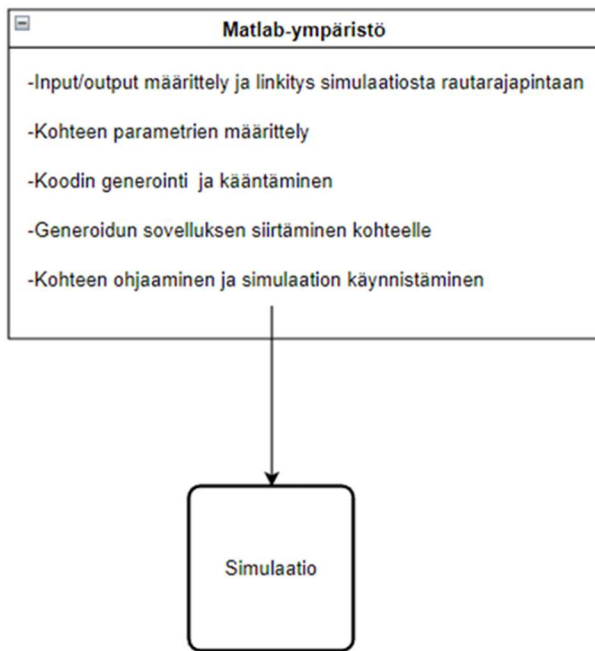 Matlab-ympäristö
-Input/output määrittely ja linkitys simulaatiosta rautarajapintaan
-Kohteen parametrien määrittely
-Koodin generointi ja kääntäminen
-Generoidun sovelluksen siirtäminen kohteelle
-Kohteen ohjaaminen ja simulaation käynnistäminen
Simulaatio